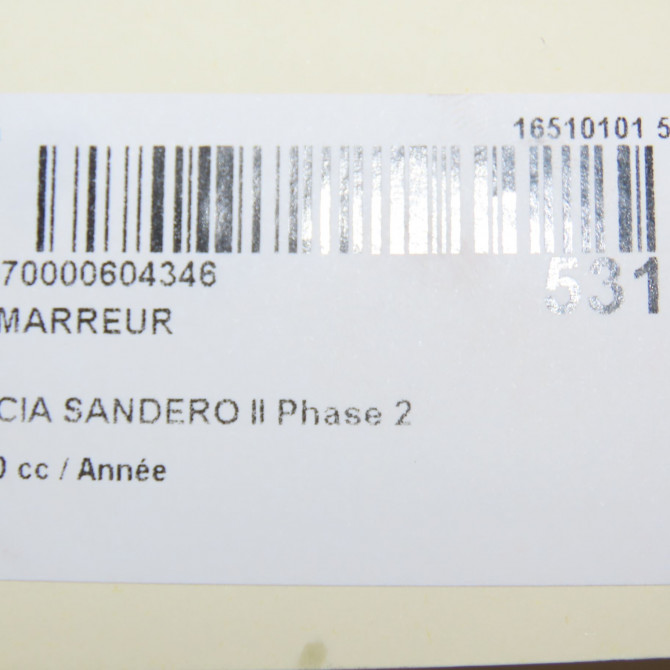 16510101 5
70000604346
531
MARREUR
CIA SANDERO II Phase 2
0 cc / Année